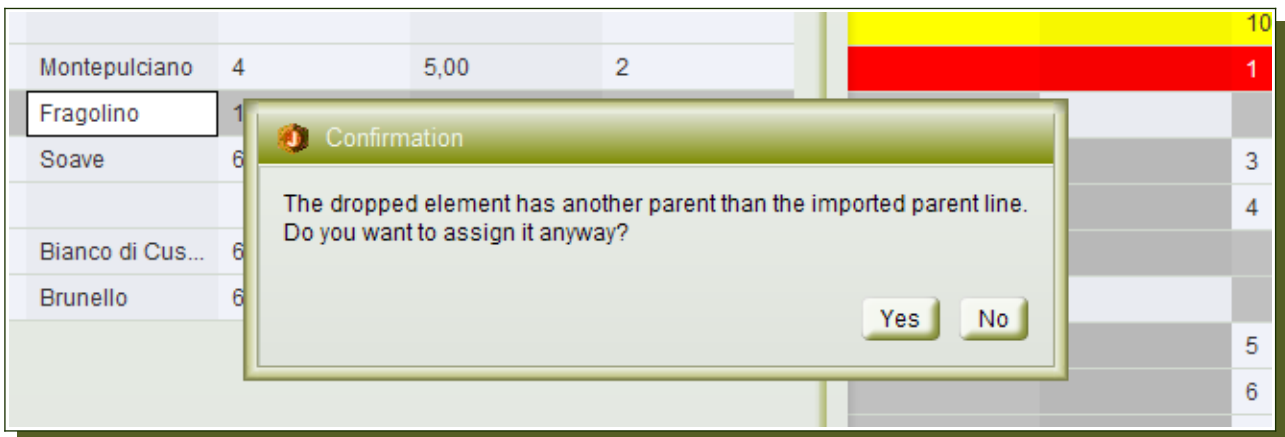 10
Montepulciano 4 5,00 2 1
Fragolino 1
Confirmation
Soave 6 3
The dropped element has another parent than the imported parent line.
4
Do you want to assign it anyway?
Bianco di Cus... 6
Brunello 6
Yes No
5
6